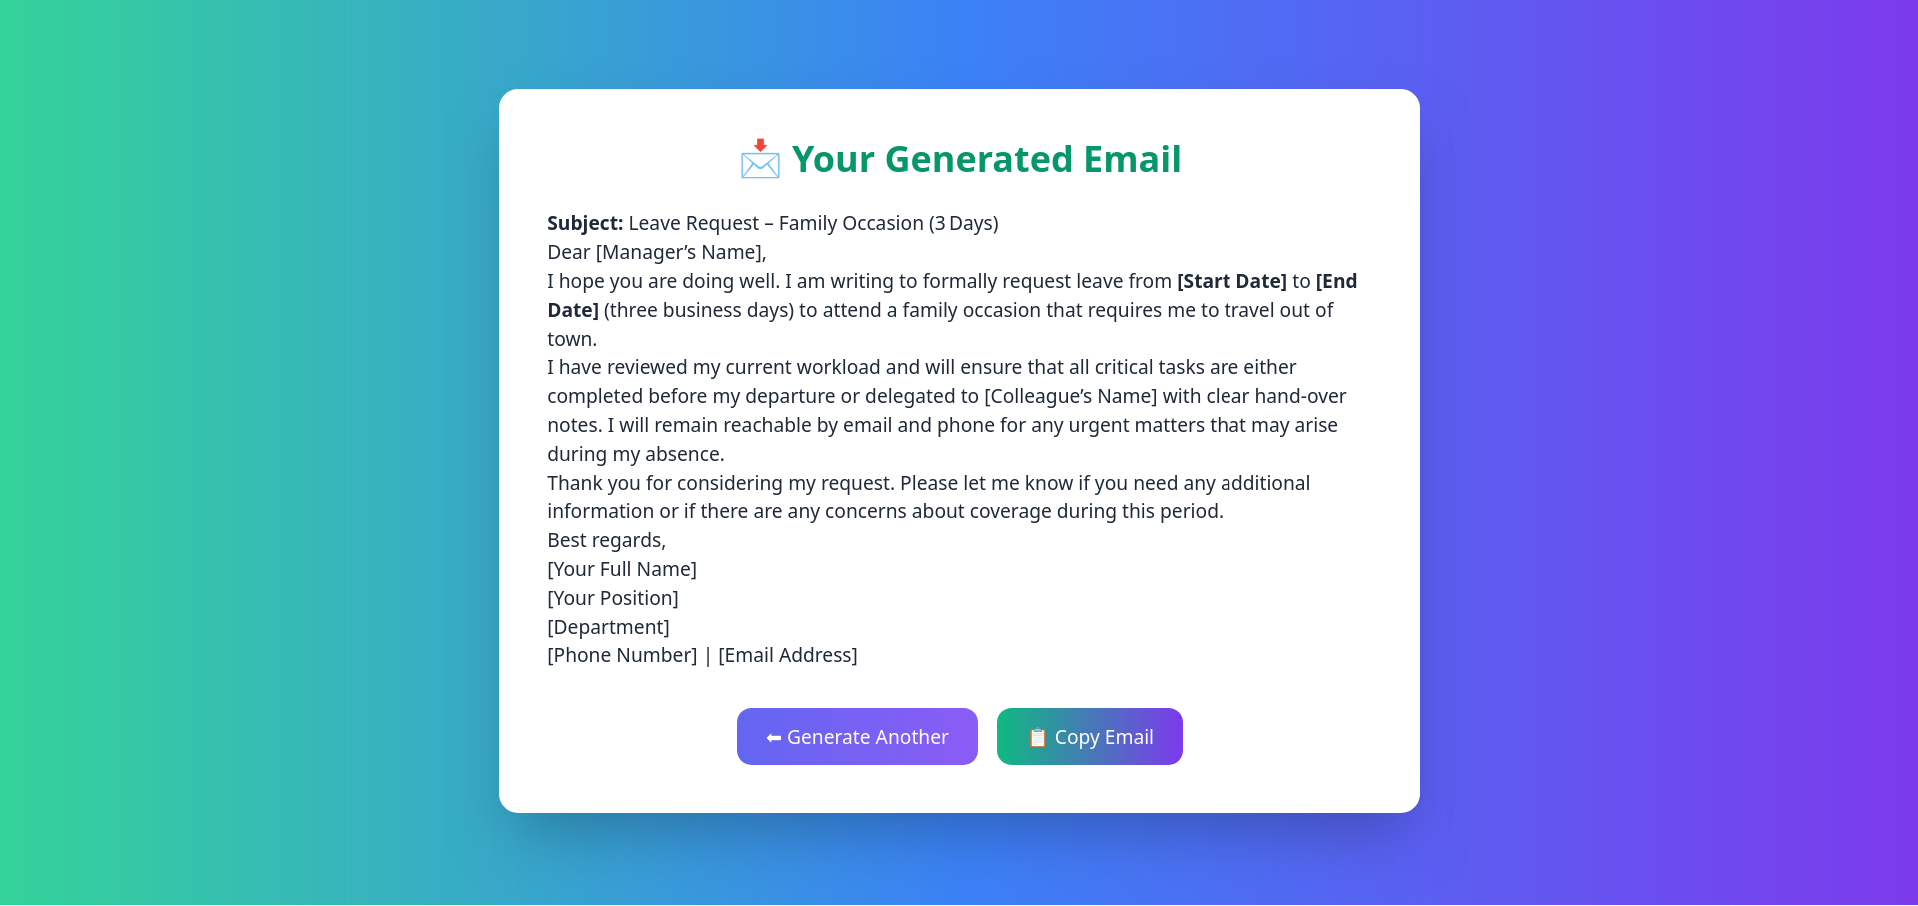 📩 Your Generated Email
Subject: Leave Request – Family Occasion (3 Days)
Dear [Manager’s Name],
I hope you are doing well. I am writing to formally request leave from [Start Date] to [End
Date] (three business days) to attend a family occasion that requires me to travel out of
town.
I have reviewed my current workload and will ensure that all critical tasks are either
completed before my departure or delegated to [Colleague’s Name] with clear hand-over
notes. I will remain reachable by email and phone for any urgent matters that may arise
during my absence.
Thank you for considering my request. Please let me know if you need any additional
information or if there are any concerns about coverage during this period.
Best regards,
[Your Full Name]
[Your Position]
[Department]
[Phone Number] | [Email Address]
⬅ Generate Another
📋 Copy Email